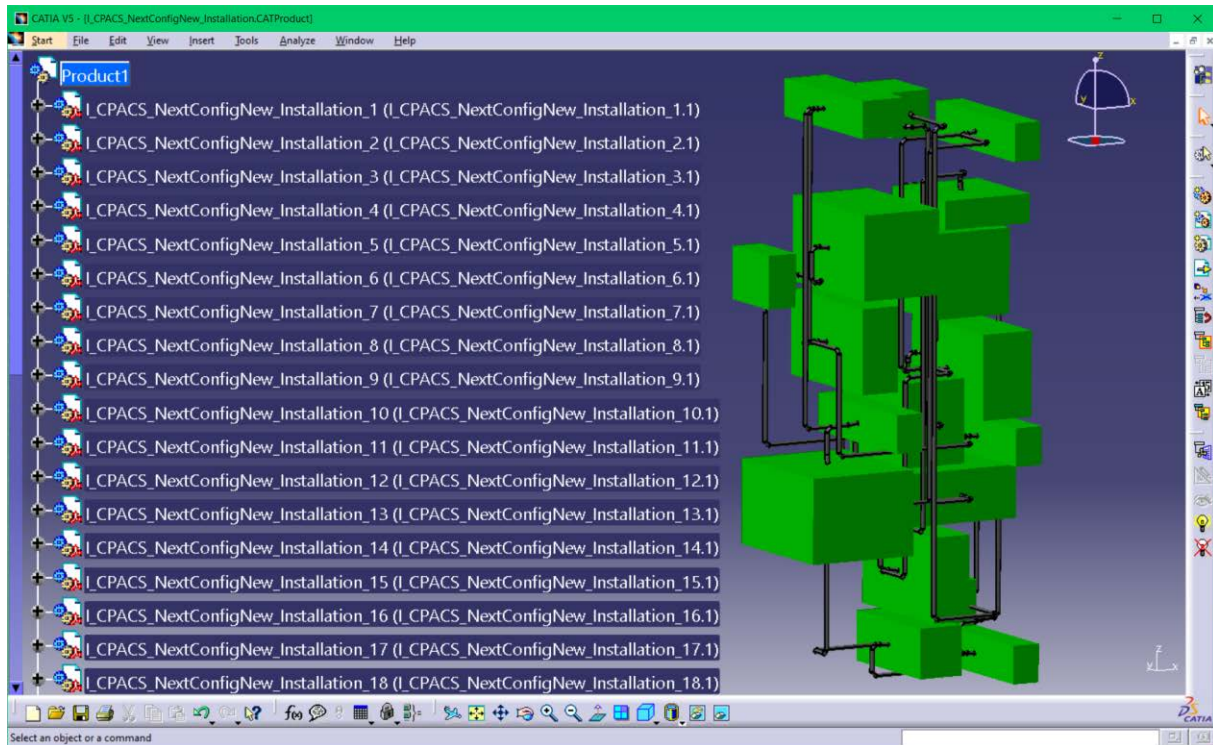 CATIA V5 - [I_CPACS_NextConfigNew_Installation.CATProduct]
Start File Edit View Insert Tools Analyze Window Help
Product1
I_CPACS_NextConfigNew_Installation_1 (I_CPACS_NextConfigNew_Installation_1.1)
I_CPACS_NextConfigNew_Installation_2 (I_CPACS_NextConfigNew_Installation_2.1)
I_CPACS_NextConfigNew_Installation_3 (I_CPACS_NextConfigNew_Installation_3.1)
I_CPACS_NextConfigNew_Installation_4 (I_CPACS_NextConfigNew_Installation_4.1)
I_CPACS_NextConfigNew_Installation_5 (I_CPACS_NextConfigNew_Installation_5.1)
I_CPACS_NextConfigNew_Installation_6 (I_CPACS_NextConfigNew_Installation_6.1)
I_CPACS_NextConfigNew_Installation_7 (I_CPACS_NextConfigNew_Installation_7.1)
I_CPACS_NextConfigNew_Installation_8 (I_CPACS_NextConfigNew_Installation_8.1)
I_CPACS_NextConfigNew_Installation_9 (I_CPACS_NextConfigNew_Installation_9.1)
I_CPACS_NextConfigNew_Installation_10 (I_CPACS_NextConfigNew_Installation_10.1)
I_CPACS_NextConfigNew_Installation_11 (I_CPACS_NextConfigNew_Installation_11.1)
I_CPACS_NextConfigNew_Installation_12 (I_CPACS_NextConfigNew_Installation_12.1)
I_CPACS_NextConfigNew_Installation_13 (I_CPACS_NextConfigNew_Installation_13.1)
I_CPACS_NextConfigNew_Installation_14 (I_CPACS_NextConfigNew_Installation_14.1)
I_CPACS_NextConfigNew_Installation_15 (I_CPACS_NextConfigNew_Installation_15.1)
I_CPACS_NextConfigNew_Installation_16 (I_CPACS_NextConfigNew_Installation_16.1)
I_CPACS_NextConfigNew_Installation_17 (I_CPACS_NextConfigNew_Installation_17.1)
I_CPACS_NextConfigNew_Installation_18 (I_CPACS_NextConfigNew_Installation_18.1)
z
y x
z
y x
f(x)
CATIA
Select an object or a command